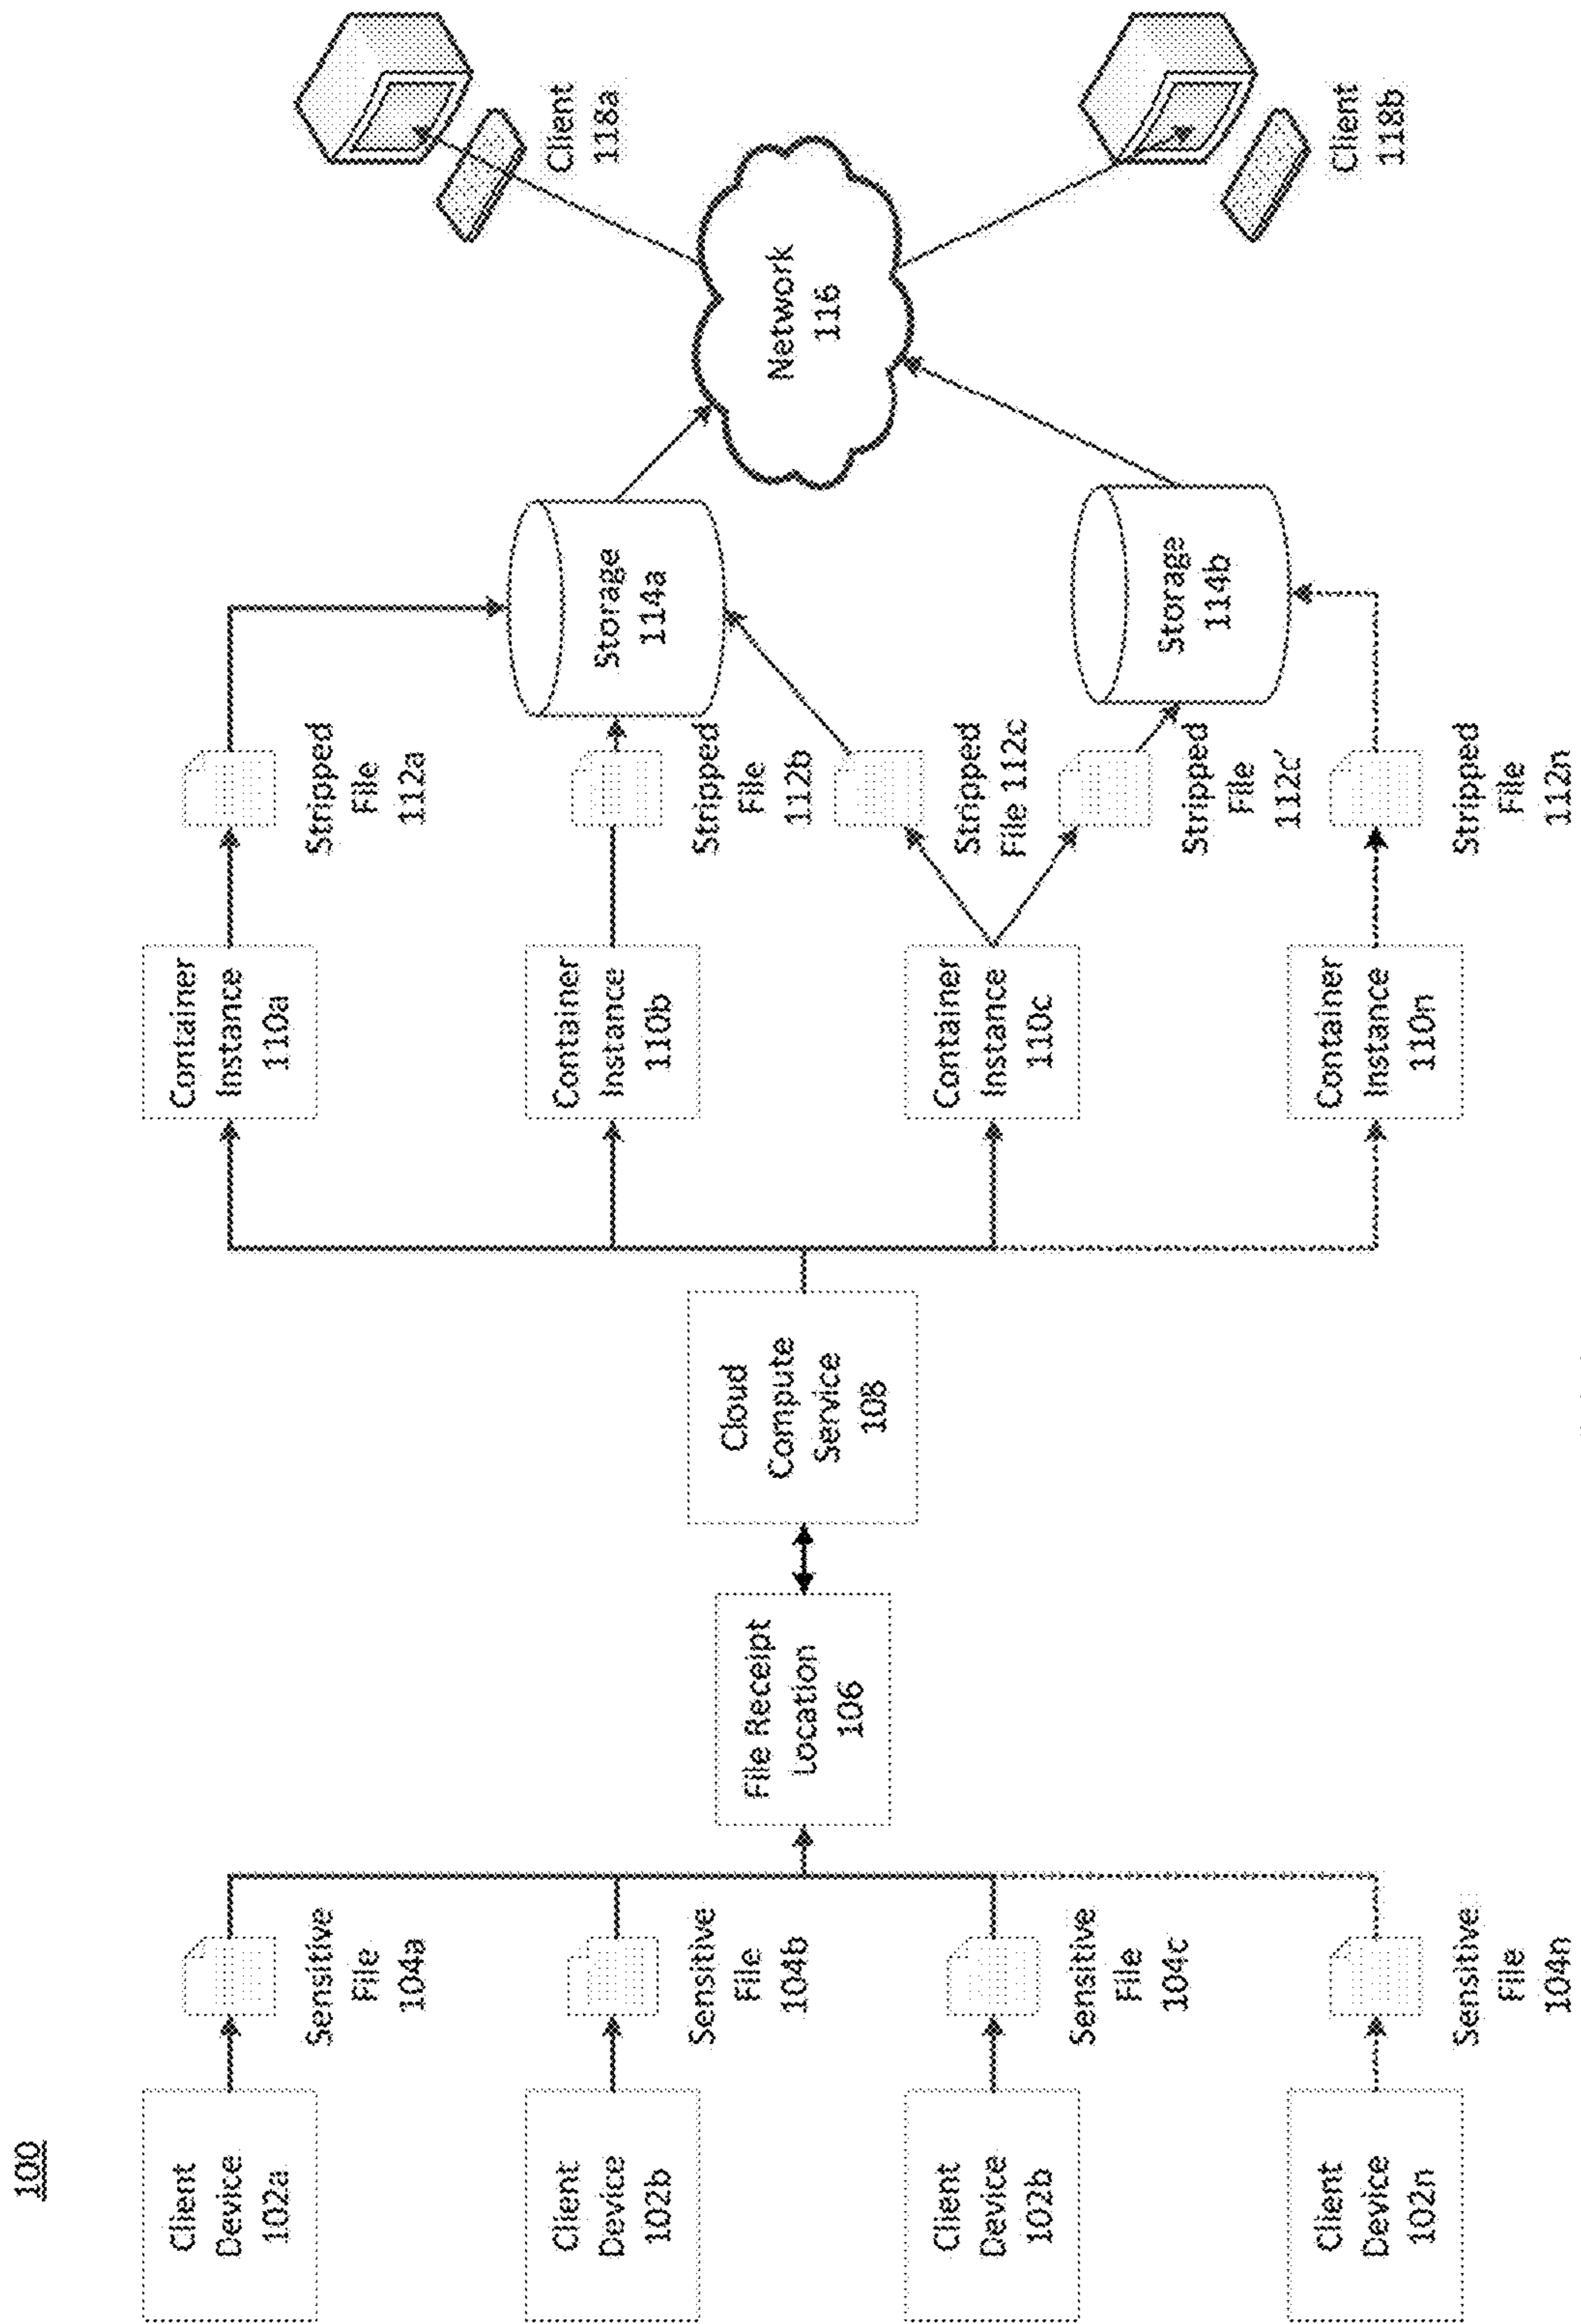 100
Client
Device
102a
Client
Device
102b
Client
Device
102b
Client
Device
102n
Sensitive
File
104a
Sensitive
File
104b
Sensitive
File
104c
Sensitive
File
104n
File Receipt
Location
106
Cloud
Compute
Service
108
Container
Instance
110a
Container
Instance
110b
Container
Instance
110c
Container
Instance
110n
Stripped
File
112a
Stripped
File
112b
Stripped
File 112c
Stripped
File
112c'
Stripped
File
112n
Storage
114a
Storage
114b
Network
116
Client
118a
Client
118b